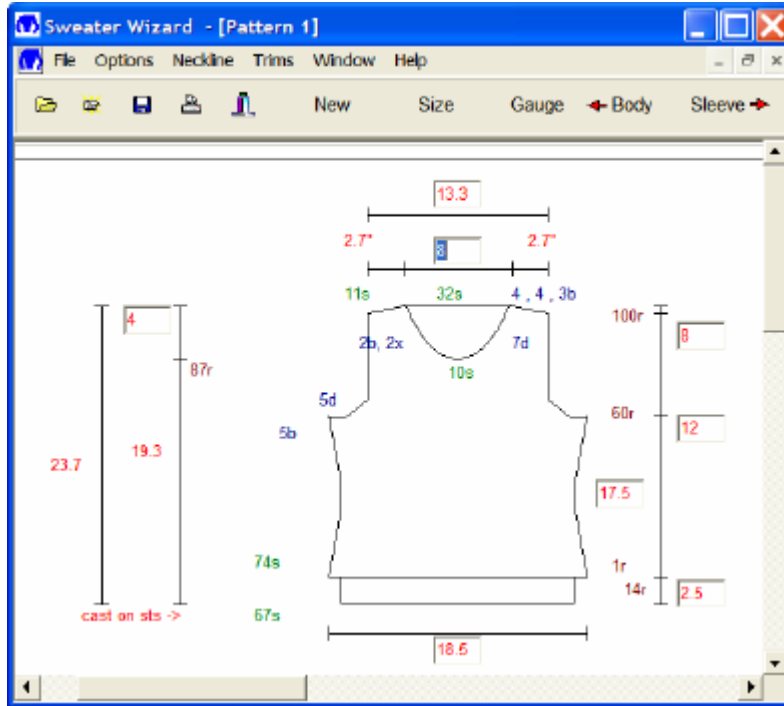 Sweater Wizard - [Pattern 1]
File Options Neckline Trims Window Help
New Size Gauge Body Sleeve
13.3
2.7" 8 2.7"
11s 32s 4 , 4 , 3b
4 100r 8
2b, 2x 7d
87r 10s
5d
60r
5b 12
19.3
23.7
17.5
74s 1r
14r 2.5
cast on sts -> 67s
18.5